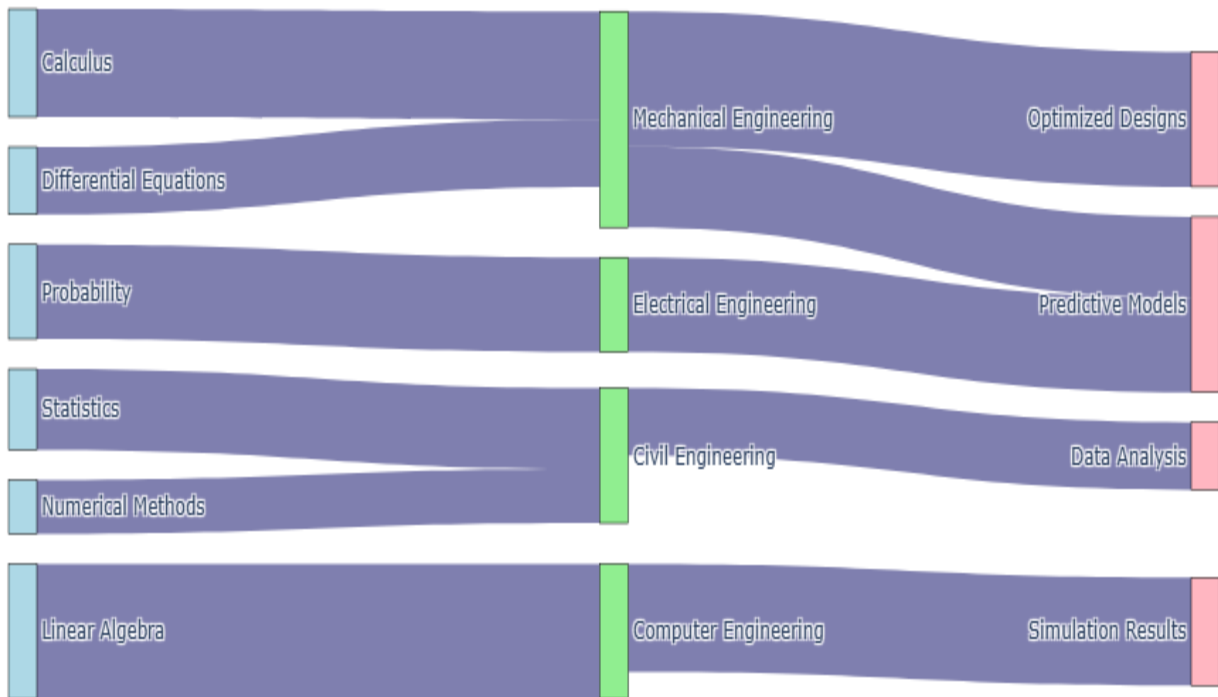 Calculus
Differential Equations
Probability
Statistics
Numerical Methods
Linear Algebra
Mechanical Engineering
Electrical Engineering
Civil Engineering
Computer Engineering
Optimized Designs
Predictive Models
Data Analysis
Simulation Results